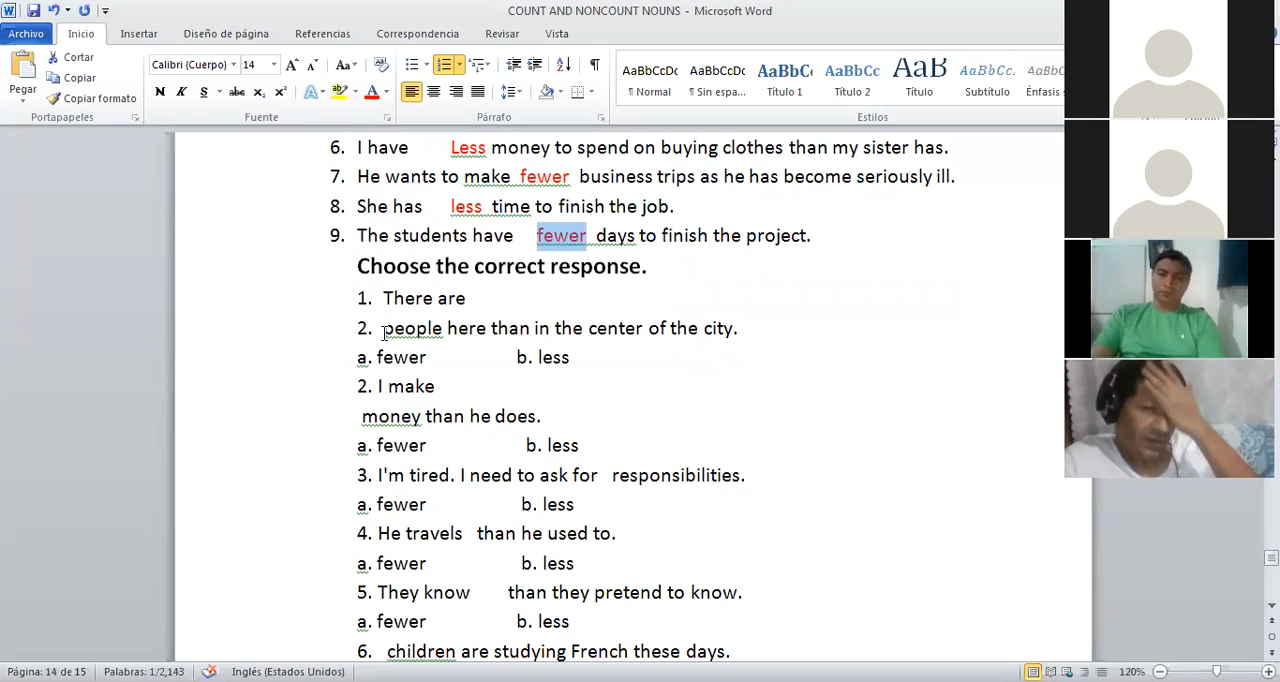 COUNT AND NONCOUNT NOUNS - Microsoft Word
Archivo Inicio Insertar Diseño de página Referencias Correspondencia Revisar Vista
Cortar
Copiar
Copiar formato
Pegar
Calibri (Cuerpo) 14
AaBbCcDc AaBbCcDc AaBbC AaBbCc AaB AaBbCc. AaBbCc
¶ Normal ¶ Sin espa... Título 1 Título 2 Título Subtítulo Énfasis
Portapapeles Fuente Párrafo Estilos
6. I have Less money to spend on buying clothes than my sister has.
7. He wants to make fewer business trips as he has become seriously ill.
8. She has less time to finish the job.
9. The students have fewer days to finish the project.
Choose the correct response.
1. There are
2. people here than in the center of the city.
a. fewer b. less
2. I make
money than he does.
a. fewer b. less
3. I'm tired. I need to ask for responsibilities.
a. fewer b. less
4. He travels than he used to.
a. fewer b. less
5. They know than they pretend to know.
a. fewer b. less
6. children are studying French these days.
Página: 14 de 15 Palabras: 1/2,143 Inglés (Estados Unidos) 120%